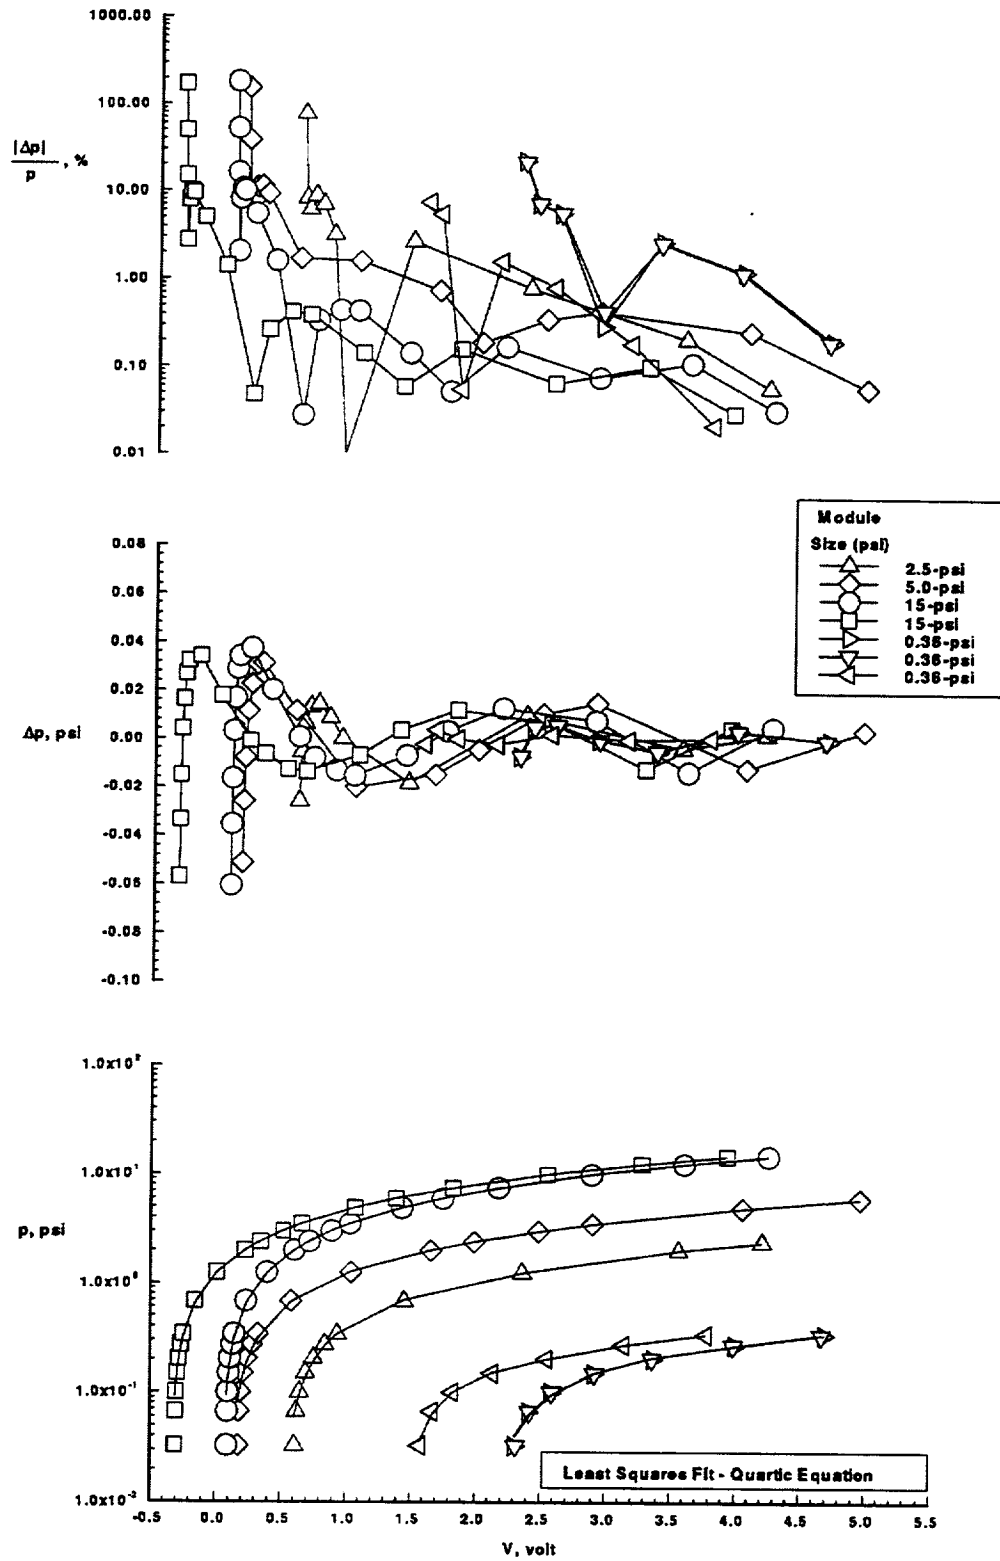 1000.00
100.00
10.00
1.00
0.10
0.01
|Δp|
p , %
0.08
0.06
0.04
0.02
0.00
-0.02
-0.04
-0.06
-0.08
-0.10
Δp, psi
Module
Size (psi)
2.5-psi
5.0-psi
15-psi
15-psi
0.36-psi
0.36-psi
0.36-psi
1.0x10²
1.0x10¹
1.0x10⁰
1.0x10⁻¹
1.0x10⁻²
p, psi
Least Squares Fit - Quartic Equation
-0.5 0.0 0.5 1.0 1.5 2.0 2.5 3.0 3.5 4.0 4.5 5.0 5.5
V, volt